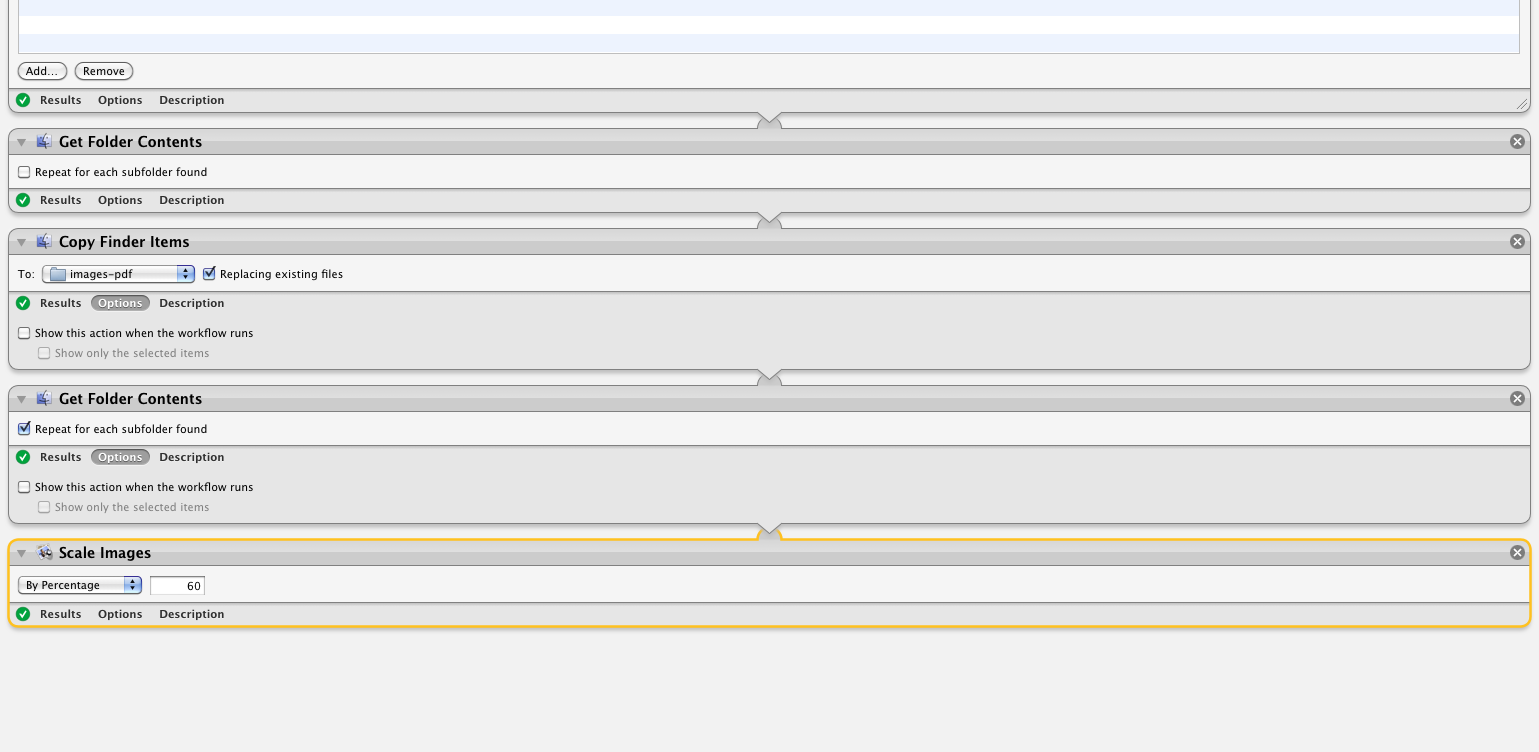 Add... Remove
Results Options Description
Get Folder Contents
Repeat for each subfolder found
Results Options Description
Copy Finder Items
To: images-pdf Replacing existing files
Results Options Description
Show this action when the workflow runs
Show only the selected items
Get Folder Contents
Repeat for each subfolder found
Results Options Description
Show this action when the workflow runs
Show only the selected items
Scale Images
By Percentage 60
Results Options Description